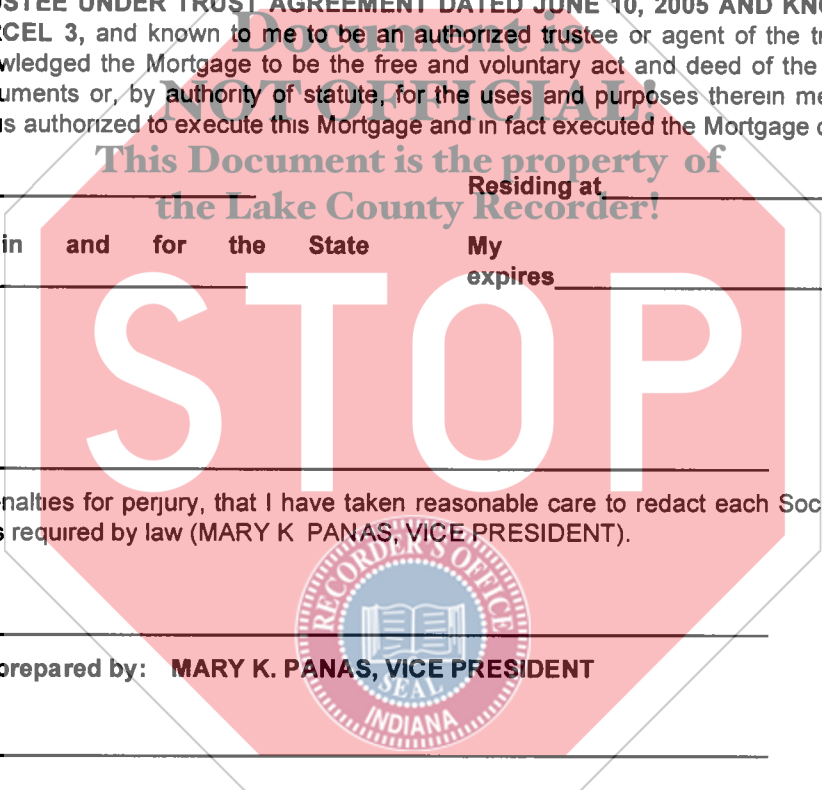 USTEE UNDER TRUST AGREEMENT DATED JUNE 10, 2005 AND KNO
CEL 3, and known to me to be an authorized trustee or agent of the tr
wledged the Mortgage to be the free and voluntary act and deed of the
uments or, by authority of statute, for the uses and purposes therein me
is authorized to execute this Mortgage and in fact executed the Mortgage o
Document is
NOT OFFICIAL!
This Document is the property of
the Lake County Recorder!
Residing at
in and for the State My
expires
STOP
nalties for perjury, that I have taken reasonable care to redact each Soc
s required by law (MARY K PANAS, VICE PRESIDENT).
RECORDER'S OFFICE
SEAL
INDIANA
prepared by: MARY K. PANAS, VICE PRESIDENT